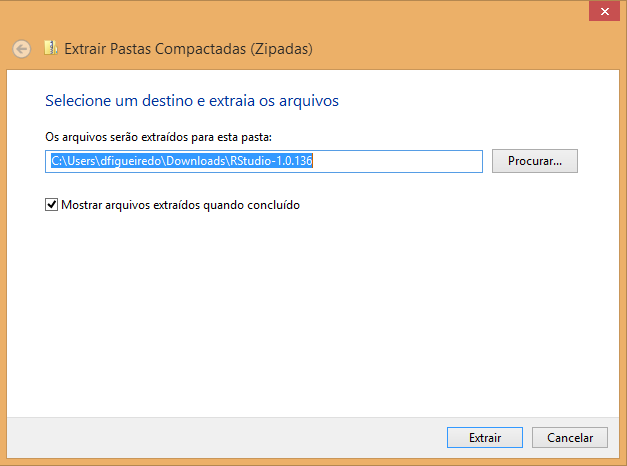 Extrair Pastas Compactadas (Zipadas)
Selecione um destino e extraia os arquivos
Os arquivos serão extraídos para esta pasta:
C:\Users\dfigueiredo\Downloads\RStudio-1.0.136
Procurar...
Mostrar arquivos extraídos quando concluído
Extrair
Cancelar